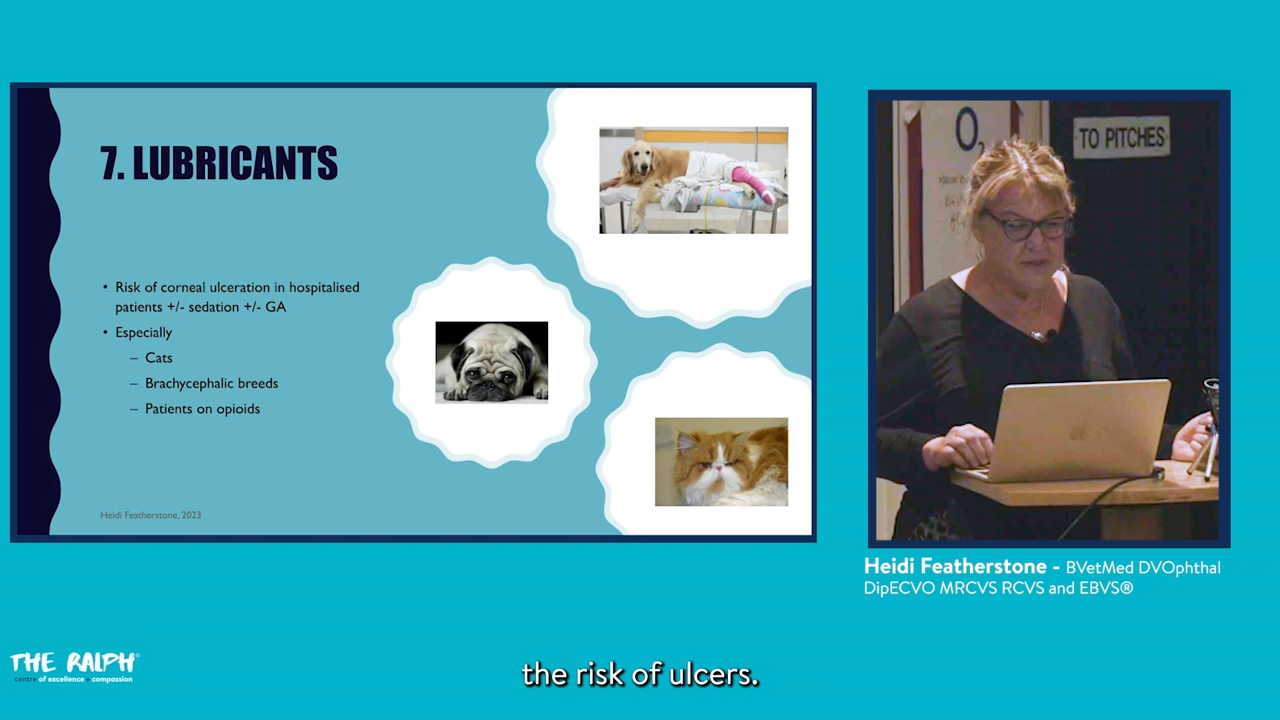 7. LUBRICANTS
• Risk of corneal ulceration in hospitalised
patients +/- sedation +/- GA
• Especially
– Cats
– Brachycephalic breeds
– Patients on opioids
Heidi Featherstone, 2023
O2
TO PITCHES
Heidi Featherstone - BVetMed DVOphthal
DipECVO MRCVS RCVS and EBVS®
THE RALPH®
centre of excellence + compassion
the risk of ulcers.